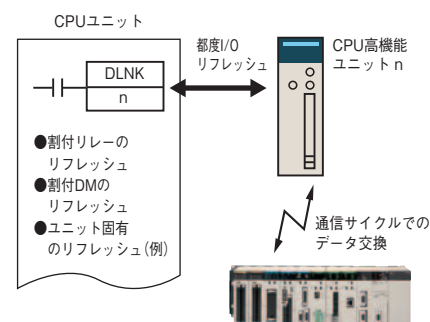 CPUユニット
DLNK
n
●割付リレーの
リフレッシュ
●割付DMの
リフレッシュ
●ユニット固有
のリフレッシュ(例)
都度I/O
リフレッシュ
CPU高機能
ユニット n
通信サイクルでの
データ交換